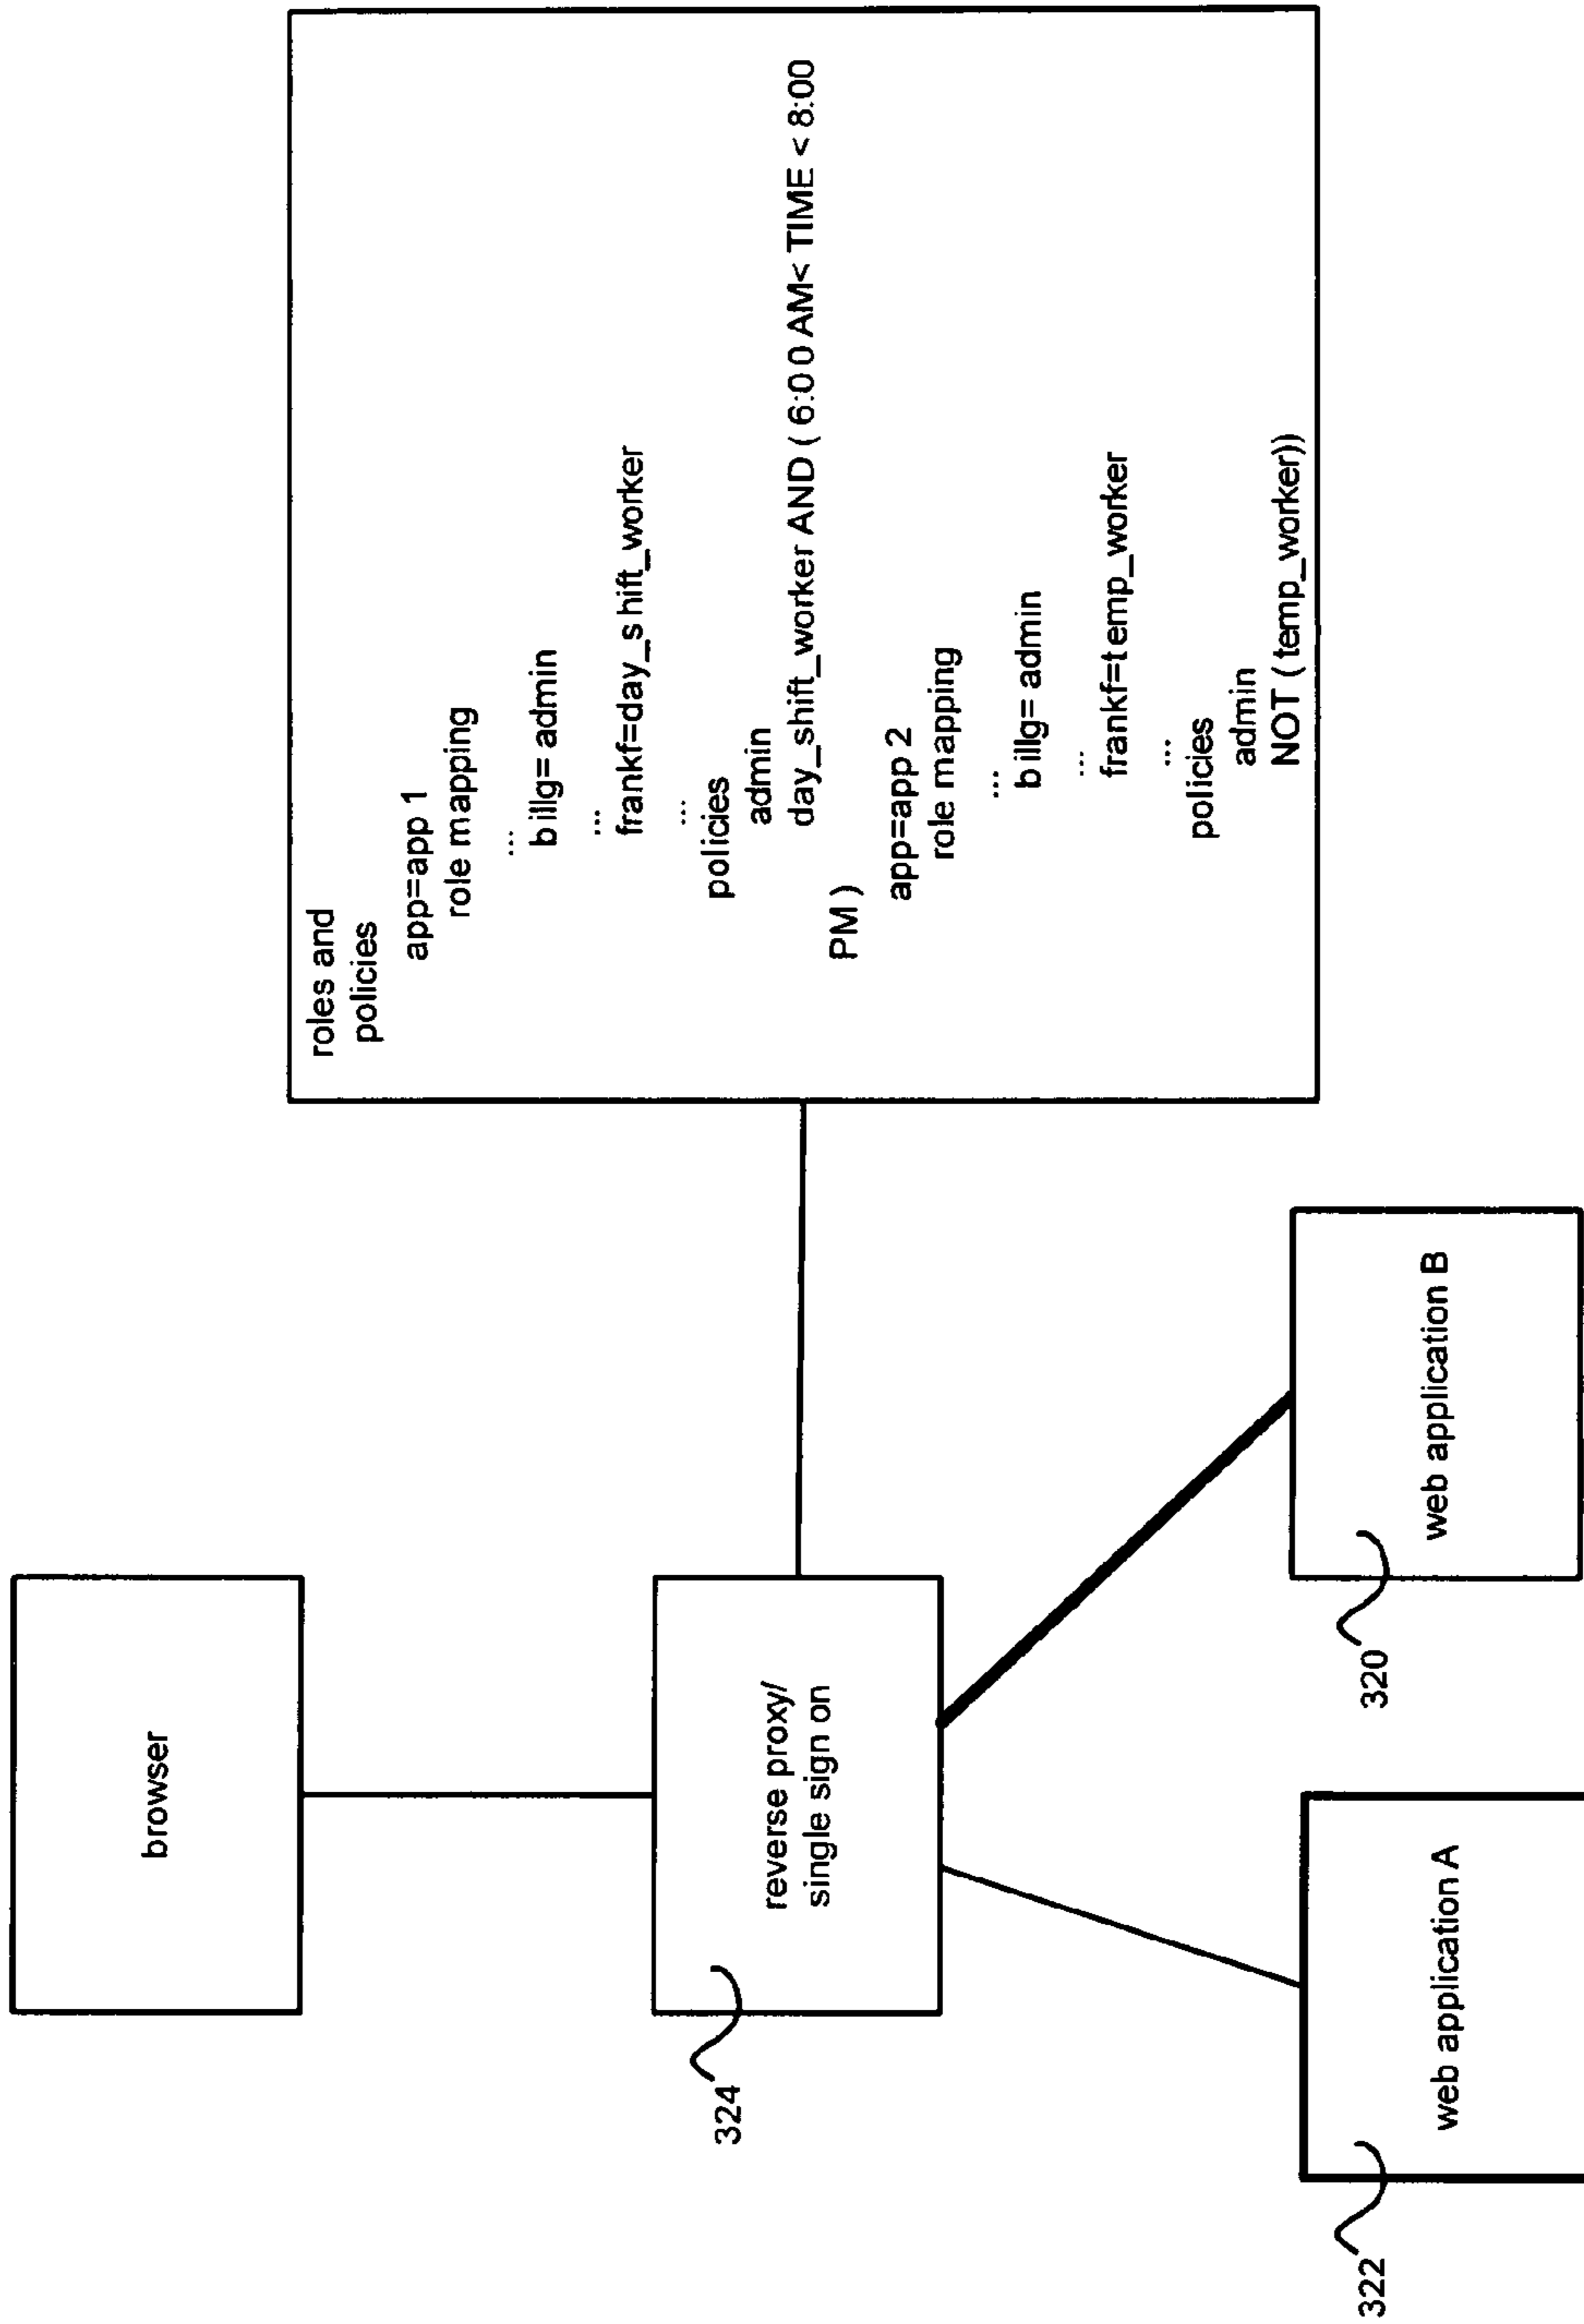 browser
324
reverse proxy/
single sign on
322
web application A
320
web application B
roles and
policies
app=app 1
role mapping
...
billg= admin
...
frankf=day_shift_worker
...
policies
admin
day_shift_worker AND ( 6:00 AM< TIME < 8:00
PM )
app=app 2
role mapping
...
billg= admin
...
frankf=temp_worker
...
policies
admin
NOT (temp_worker))